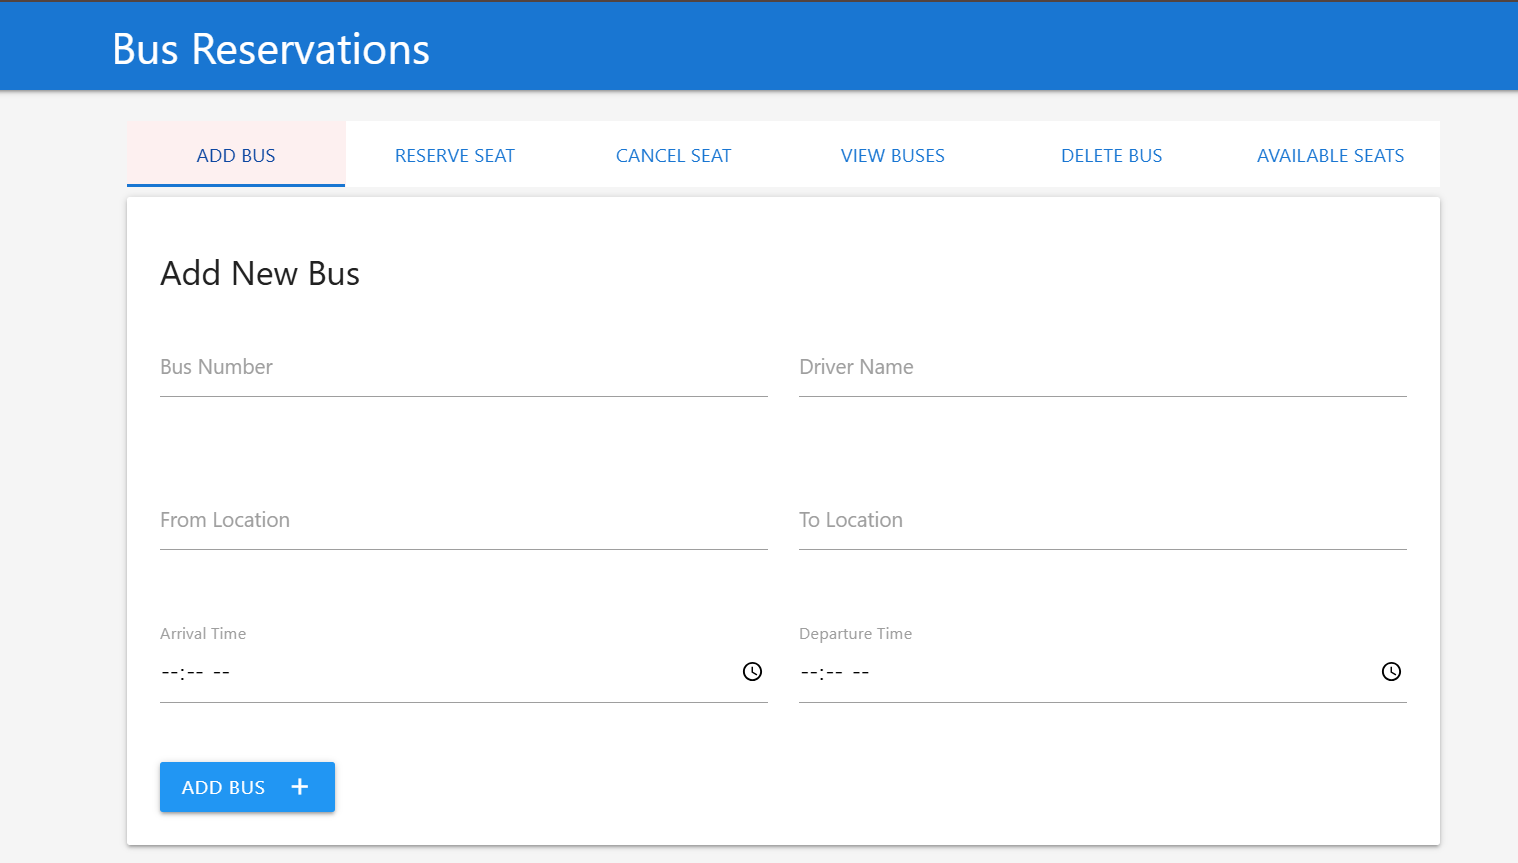 Bus Reservations
ADD BUS RESERVE SEAT CANCEL SEAT VIEW BUSES DELETE BUS AVAILABLE SEATS
Add New Bus
Bus Number Driver Name
From Location To Location
Arrival Time Departure Time
--:-- -- --:-- --
ADD BUS +